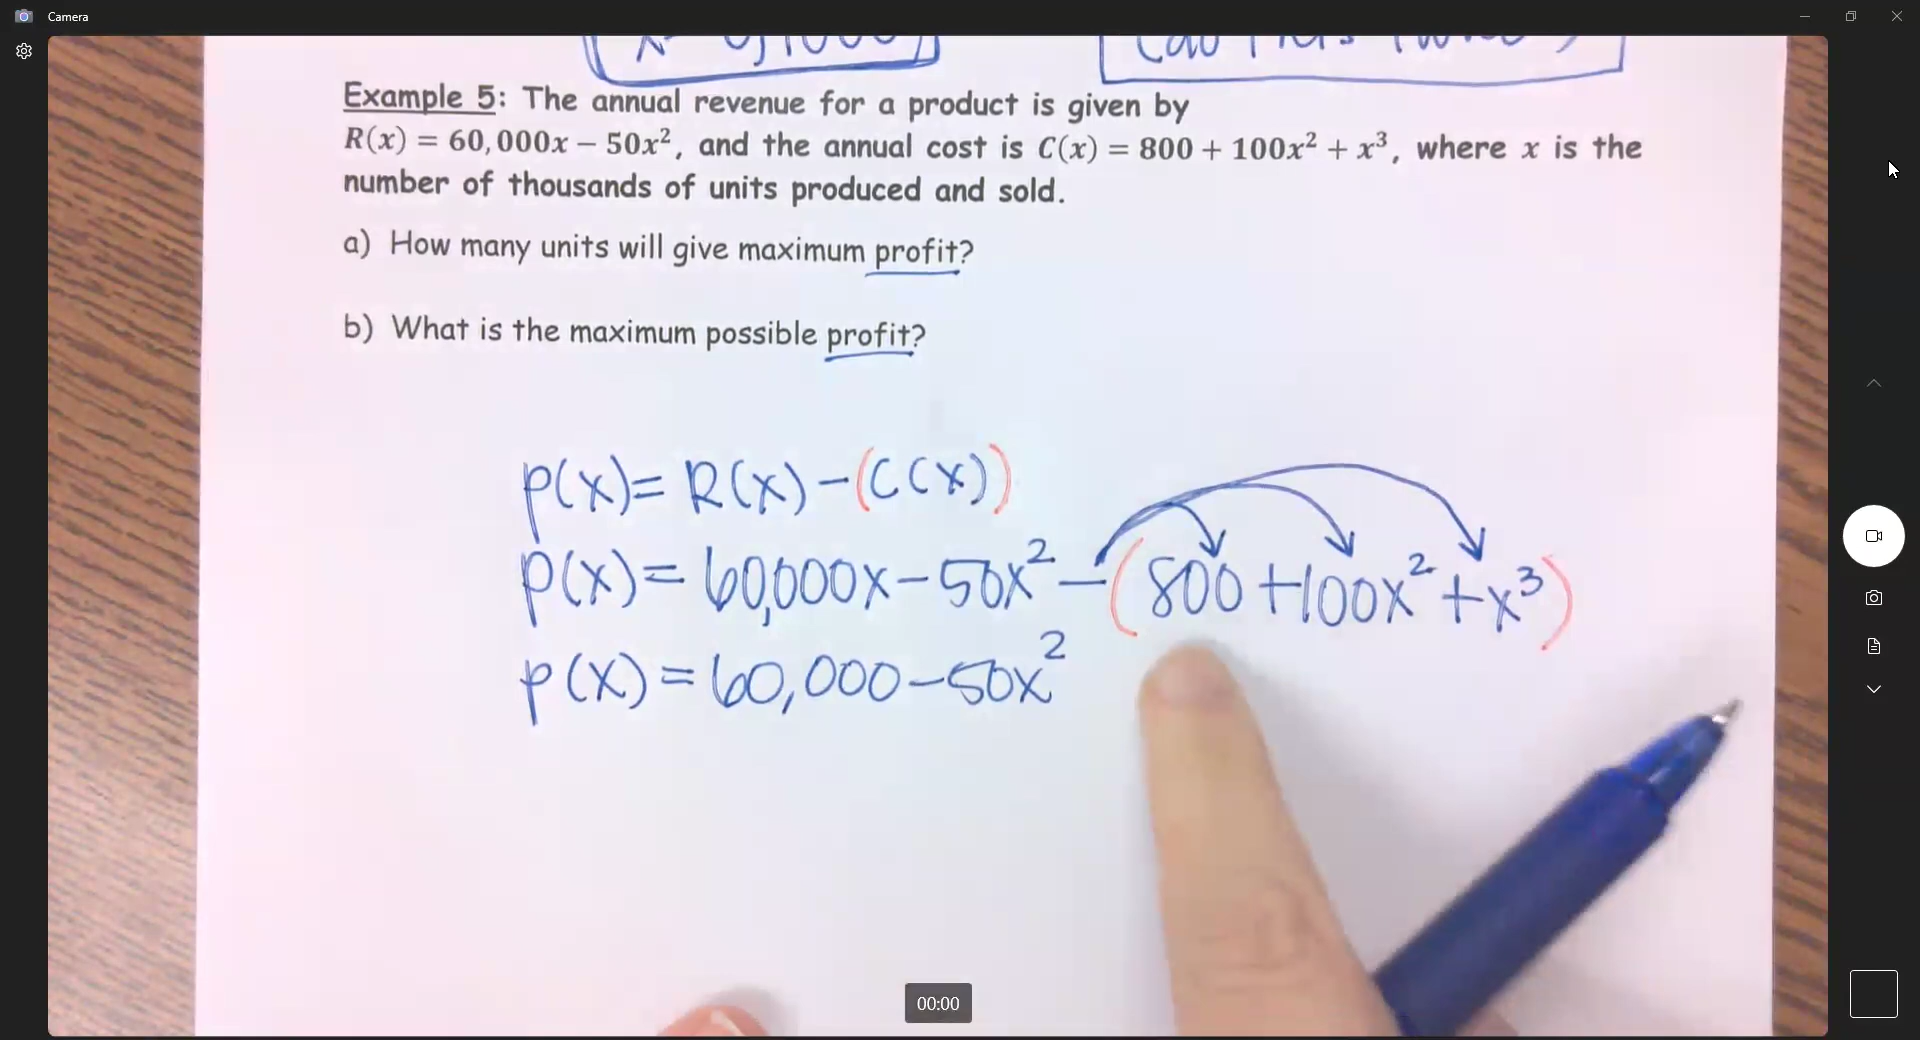 Camera
Example 5: The annual revenue for a product is given by
R(x) = 60,000x − 50x², and the annual cost is C(x) = 800 + 100x² + x³, where x is the
number of thousands of units produced and sold.
a) How many units will give maximum profit?
b) What is the maximum possible profit?
p(x) = R(x) − (C(x))
p(x) = 60,000x − 50x² − (800 + 100x² + x³)
p(x) = 60,000 − 50x²
00:00